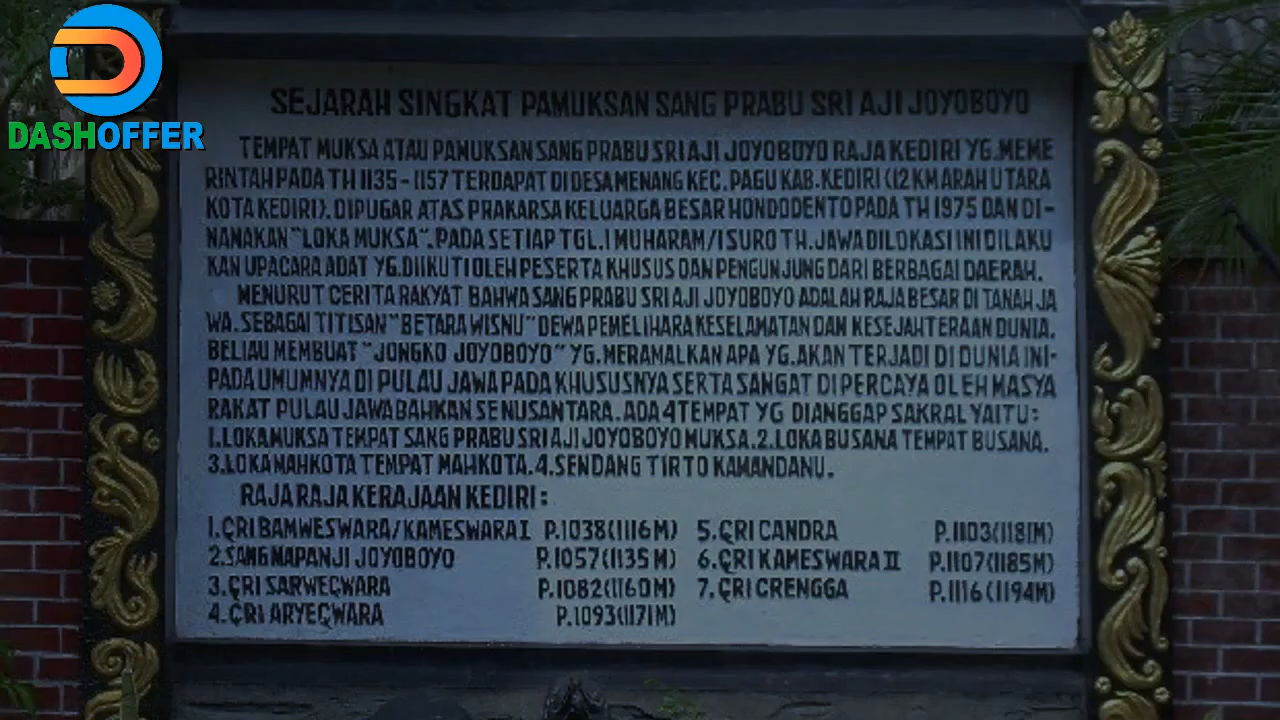 DASHOFFER
SEJARAH SINGKAT PAMUKSAN SANG PRABU SRI AJI JOYOBOYO
TEMPAT MUKSA ATAU PAMUKSAN SANG PRABU SRI AJI JOYOBOYO RAJA KEDIRI YG. MEME
RINTAH PADA TH 1135 - 1157 TERDAPAT DI DESA MENANG KEC. PAGU KAB. KEDIRI (12 KM ARAH UTARA
KOTA KEDIRI). DIPUGAR ATAS PRAKARSA KELUARGA BESAR HONDODENTO PADA TH 1975 DAN DI-
NANAKAN "LOKA MUKSA". PADA SETIAP TGL. 1 MUHARAM/1 SURO TH. JAWA DILOKASI INI DILAKU
KAN UPACARA ADAT YG. DIIKUTI OLEH PESERTA KHUSUS DAN PENGUNJUNG DARI BERBAGAI DAERAH.
MENURUT CERITA RAKYAT BAHWA SANG PRABU SRI AJI JOYOBOYO ADALAH RAJA BESAR DI TANAH JA
WA. SEBAGAI TITISAN "BETARA WISNU" DEWA PEMELIHARA KESELAMATAN DAN KESEJAHTERAAN DUNIA.
BELIAU MEMBUAT "JONGKO JOYOBOYO" YG. MERAMALKAN APA YG. AKAN TERJADI DI DUNIA INI-
PADA UMUMNYA DI PULAU JAWA PADA KHUSUSNYA SERTA SANGAT DI PERCAYA OLEH MASYA
RAKAT PULAU JAWA BAHKAN SE NUSANTARA. ADA 4 TEMPAT YG DIANGGAP SAKRAL YAITU:
1. LOKA MUKSA TEMPAT SANG PRABU SRI AJI JOYOBOYO MUKSA. 2. LOKA BUSANA TEMPAT BUSANA.
3. LOKA MAHKOTA TEMPAT MAHKOTA. 4. SENDANG TIRTO KAMANDANU.
RAJA RAJA KERAJAAN KEDIRI:
1. ÇRI BAMWESWARA/KAMESWARA I P.1038 (1116 M) 5. ÇRI CANDRA P.1103 (1181M)
2. SANG MAPANJI JOYOBOYO P.1057 (1135 M) 6. ÇRI KAMESWARA II P.1107 (1185M)
3. ÇRI SARWEÇWARA P.1082 (1160 M) 7. ÇRI CRENGGA P.1116 (1194M)
4. ÇRI ARYEÇWARA P.1093 (1171 M)